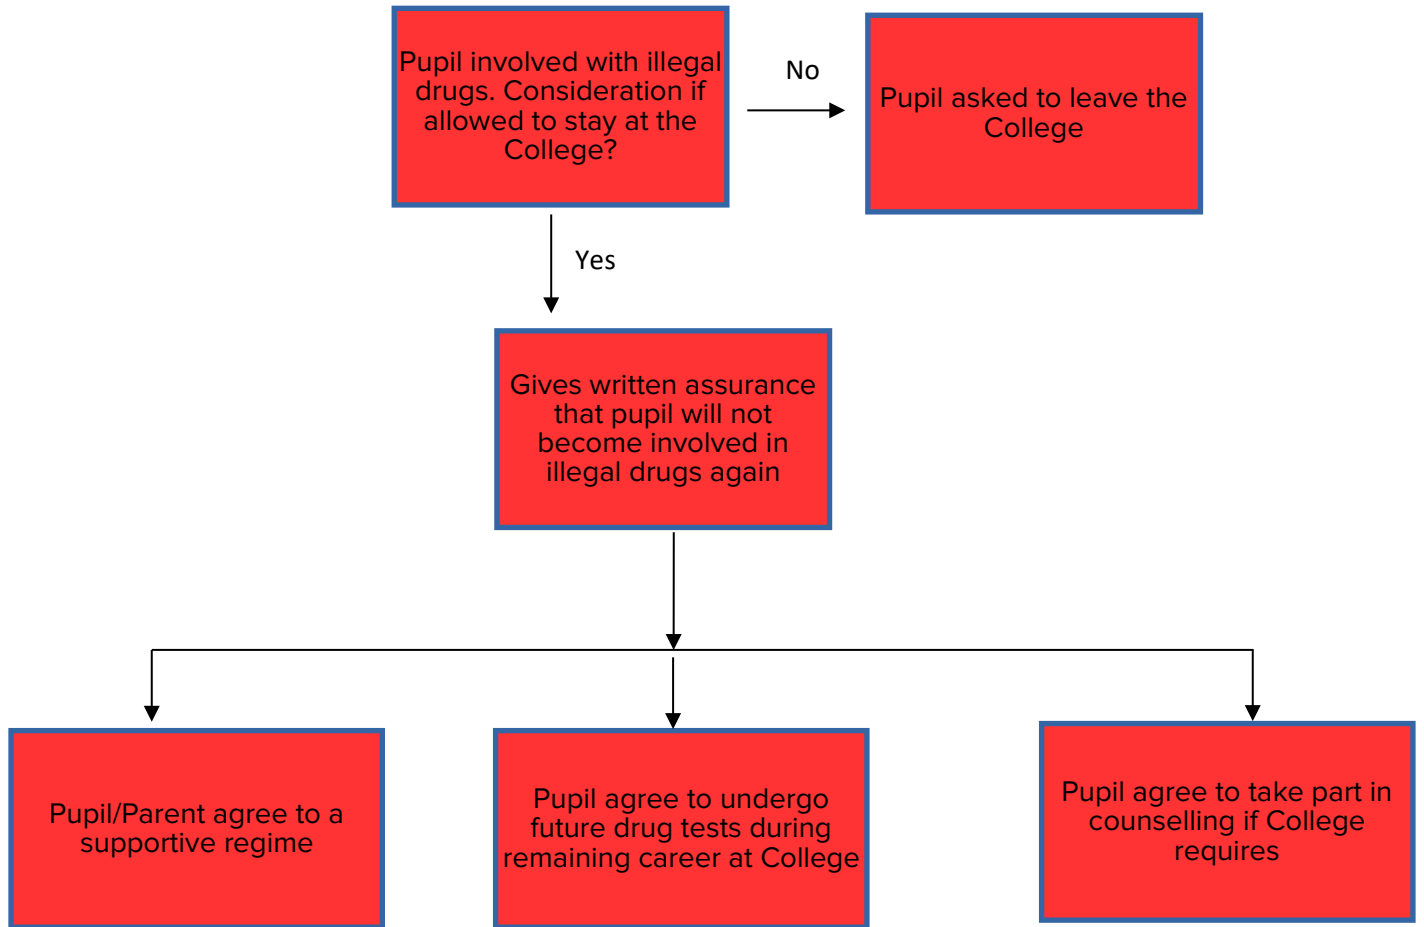 Pupil involved with illegal
drugs. Consideration if
allowed to stay at the
College?
No
Pupil asked to leave the
College
Yes
Gives written assurance
that pupil will not
become involved in
illegal drugs again
Pupil/Parent agree to a
supportive regime
Pupil agree to undergo
future drug tests during
remaining career at College
Pupil agree to take part in
counselling if College
requires